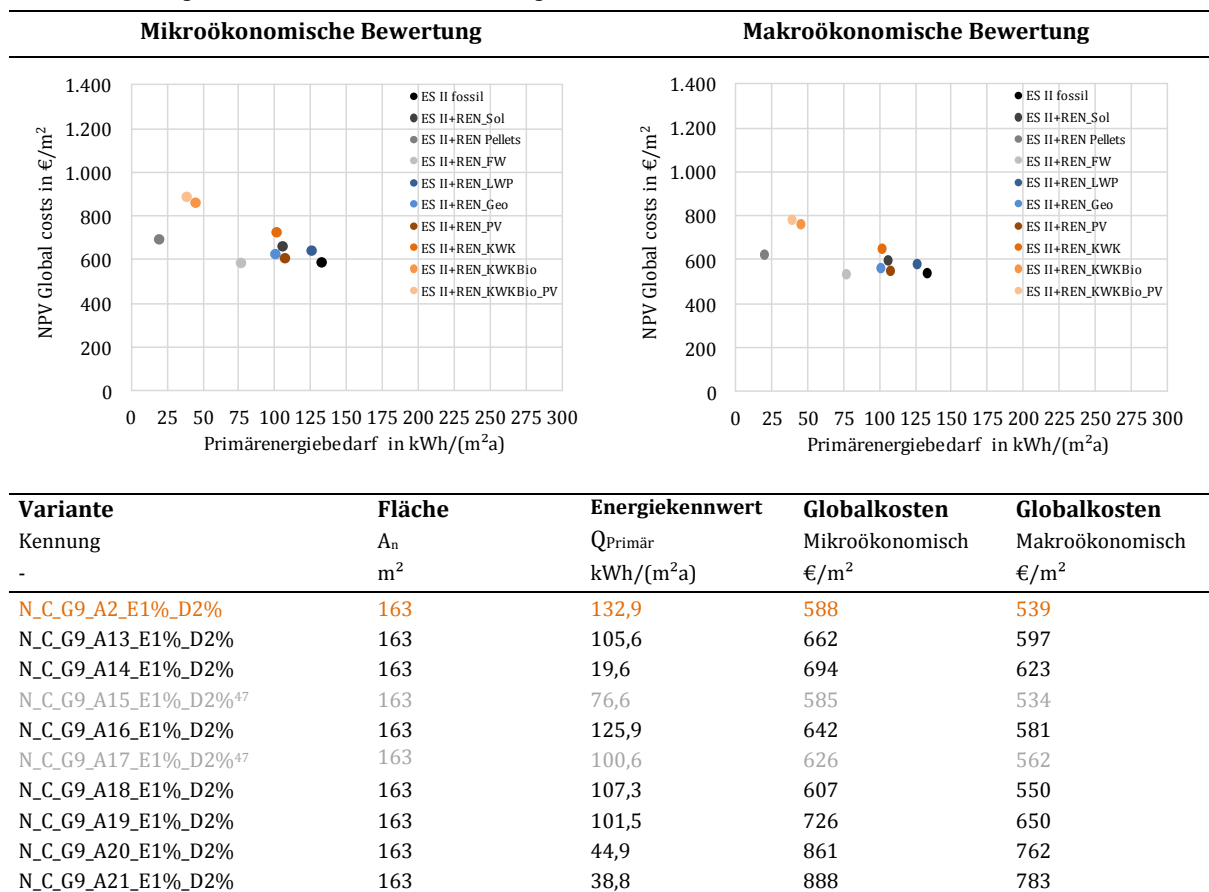 Mikroökonomische Bewertung Makroökonomische Bewertung
1.400
1.200
1.000
800
600
400
200
0
NPV Global costs in €/m²
0 25 50 75 100 125 150 175 200 225 250 275 300
Primärenergiebedarf in kWh/(m²a)
ES II fossil
ES II+REN_Sol
ES II+REN Pellets
ES II+REN_FW
ES II+REN_LWP
ES II+REN_Geo
ES II+REN_PV
ES II+REN_KWK
ES II+REN_KWKBio
ES II+REN_KWKBio_PV
1.400
1.200
1.000
800
600
400
200
0
NPV Global costs in €/m²
0 25 50 75 100 125 150 175 200 225 250 275 300
Primärenergiebedarf in kWh/(m²a)
ES II fossil
ES II+REN_Sol
ES II+REN Pellets
ES II+REN_FW
ES II+REN_LWP
ES II+REN_Geo
ES II+REN_PV
ES II+REN_KWK
ES II+REN_KWKBio
ES II+REN_KWKBio_PV
Variante Fläche Energiekennwert Globalkosten Globalkosten
Kennung Aₙ Q_Primär Mikroökonomisch Makroökonomisch
- m² kWh/(m²a) €/m² €/m²
N_C_G9_A2_E1%_D2% 163 132,9 588 539
N_C_G9_A13_E1%_D2% 163 105,6 662 597
N_C_G9_A14_E1%_D2% 163 19,6 694 623
N_C_G9_A15_E1%_D2%⁴⁷ 163 76,6 585 534
N_C_G9_A16_E1%_D2% 163 125,9 642 581
N_C_G9_A17_E1%_D2%⁴⁷ 163 100,6 626 562
N_C_G9_A18_E1%_D2% 163 107,3 607 550
N_C_G9_A19_E1%_D2% 163 101,5 726 650
N_C_G9_A20_E1%_D2% 163 44,9 861 762
N_C_G9_A21_E1%_D2% 163 38,8 888 783